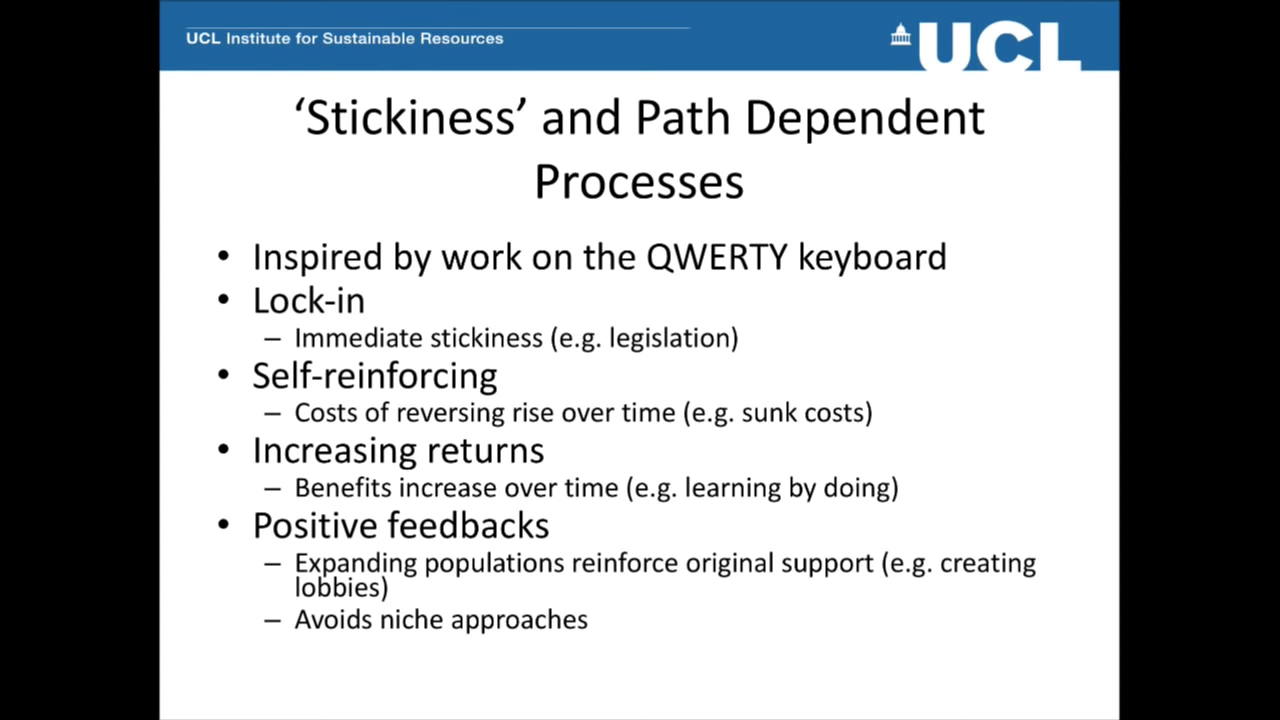 UCL Institute for Sustainable Resources
UCL
‘Stickiness’ and Path Dependent
Processes
• Inspired by work on the QWERTY keyboard
• Lock-in
– Immediate stickiness (e.g. legislation)
• Self-reinforcing
– Costs of reversing rise over time (e.g. sunk costs)
• Increasing returns
– Benefits increase over time (e.g. learning by doing)
• Positive feedbacks
– Expanding populations reinforce original support (e.g. creating
lobbies)
– Avoids niche approaches